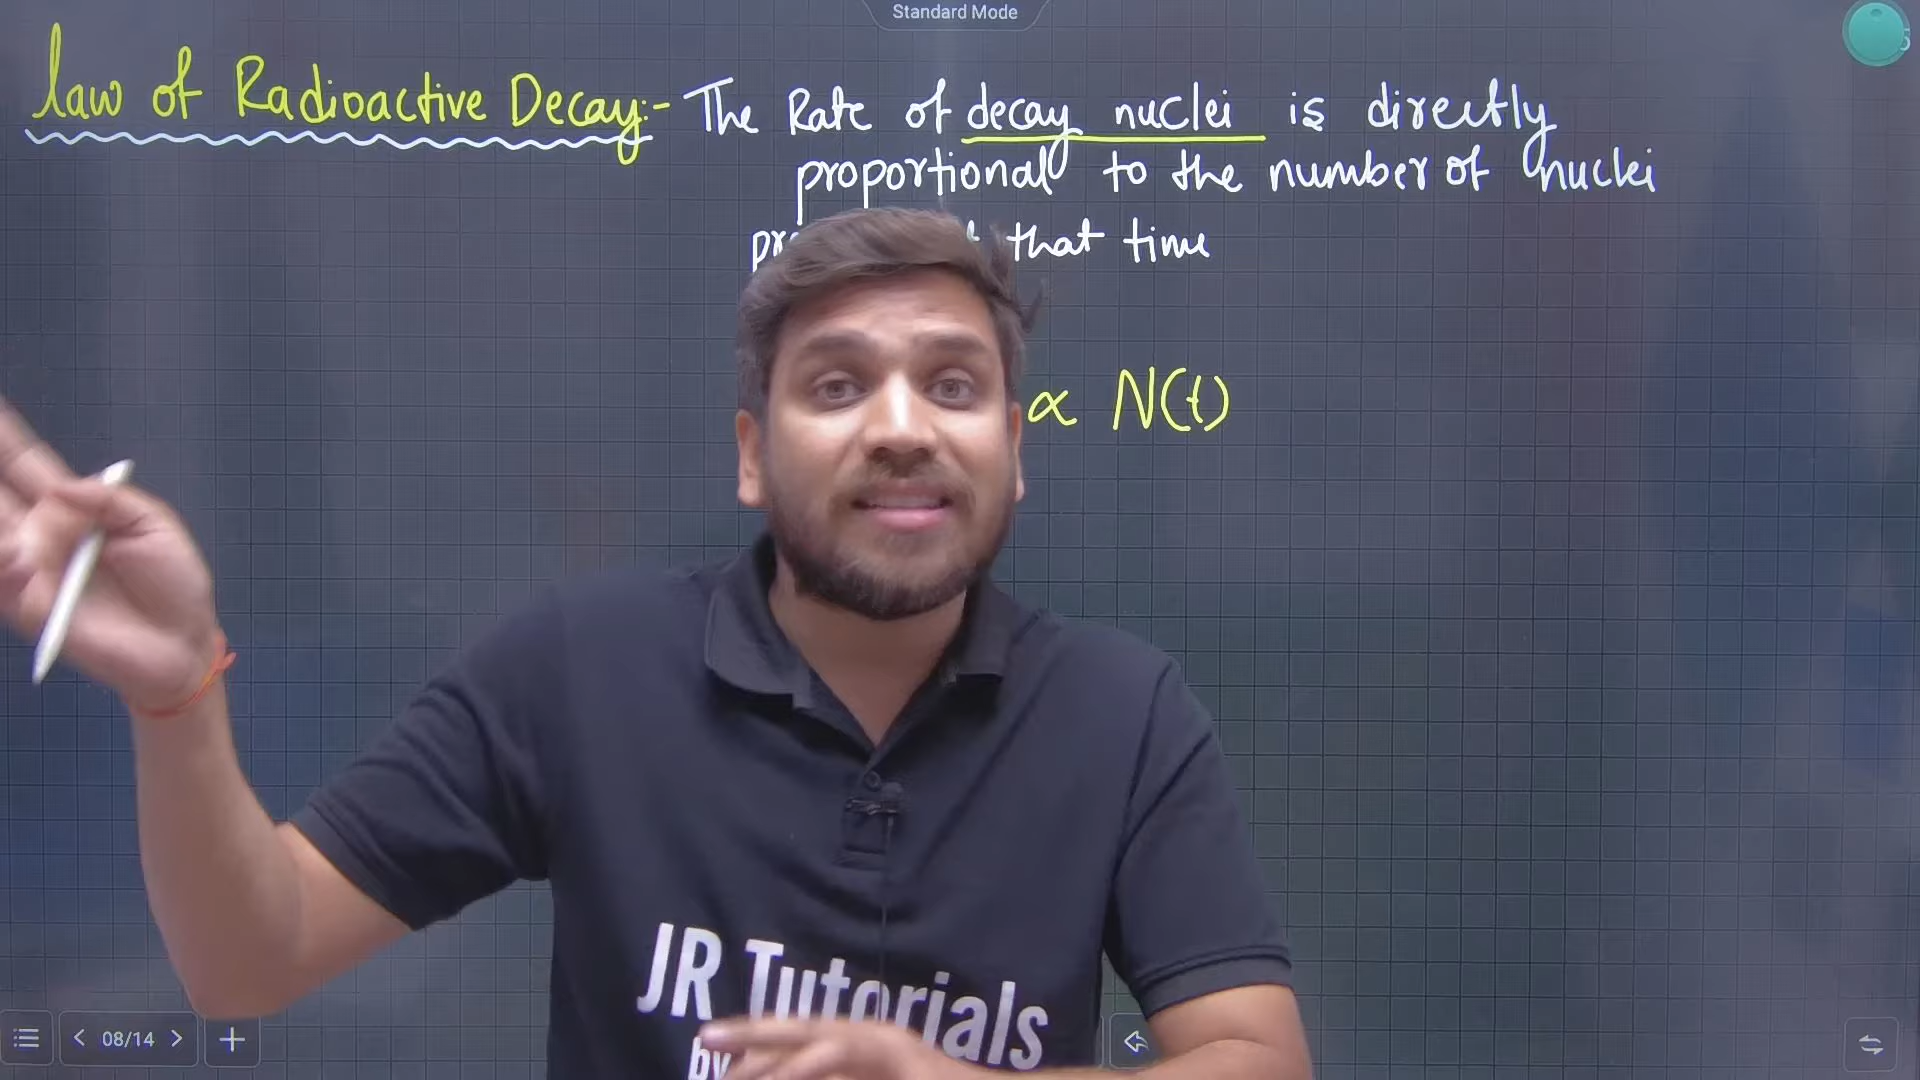 Standard Mode
law of Radioactive Decay:- The Rate of decay nuclei is directly
proportional to the number of nuclei
that time
∝ N(t)
JR Tutorials
by
08/14